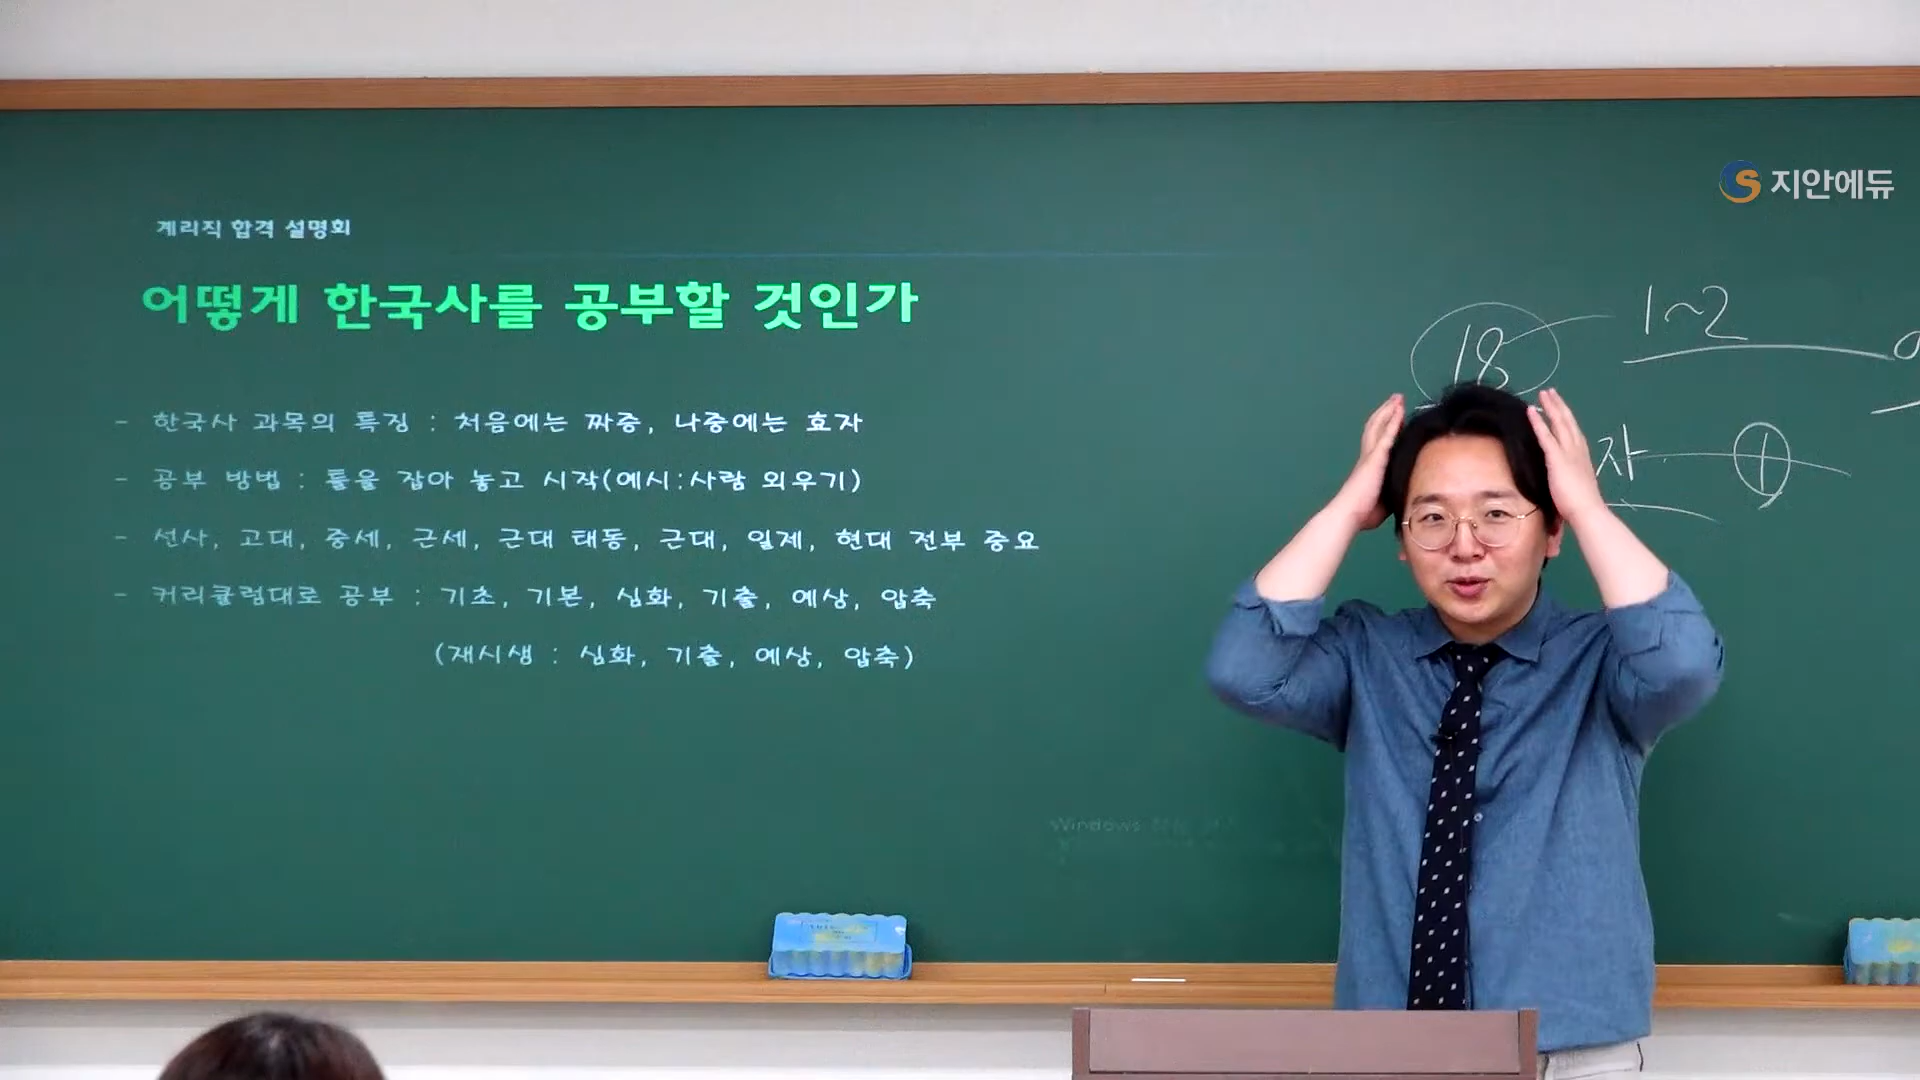 지안에듀
계리직 합격 설명회
어떻게 한국사를 공부할 것인가
- 한국사 과목의 특징 : 처음에는 짜증, 나중에는 효자
- 공부 방법 : 틀을 잡아 놓고 시작(예시:사람 외우기)
- 선사, 고대, 중세, 근세, 근대 태동, 근대, 일제, 현대 전부 중요
- 커리큘럼대로 공부 : 기초, 기본, 심화, 기출, 예상, 압축
(재시생 : 심화, 기출, 예상, 압축)
18
1~2
자
1
Windows